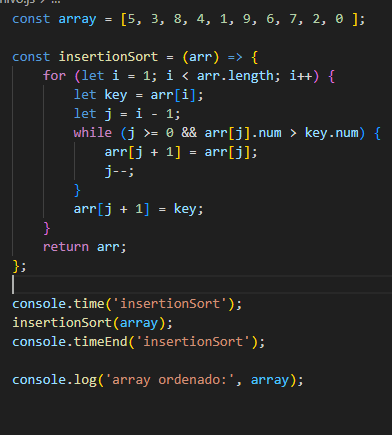 nivo.js > ...
const array = [5, 3, 8, 4, 1, 9, 6, 7, 2, 0 ];
const insertionSort = (arr) => {
    for (let i = 1; i < arr.length; i++) {
        let key = arr[i];
        let j = i - 1;
        while (j >= 0 && arr[j].num > key.num) {
            arr[j + 1] = arr[j];
            j--;
        }
        arr[j + 1] = key;
    }
    return arr;
};
console.time('insertionSort');
insertionSort(array);
console.timeEnd('insertionSort');
console.log('array ordenado:', array);